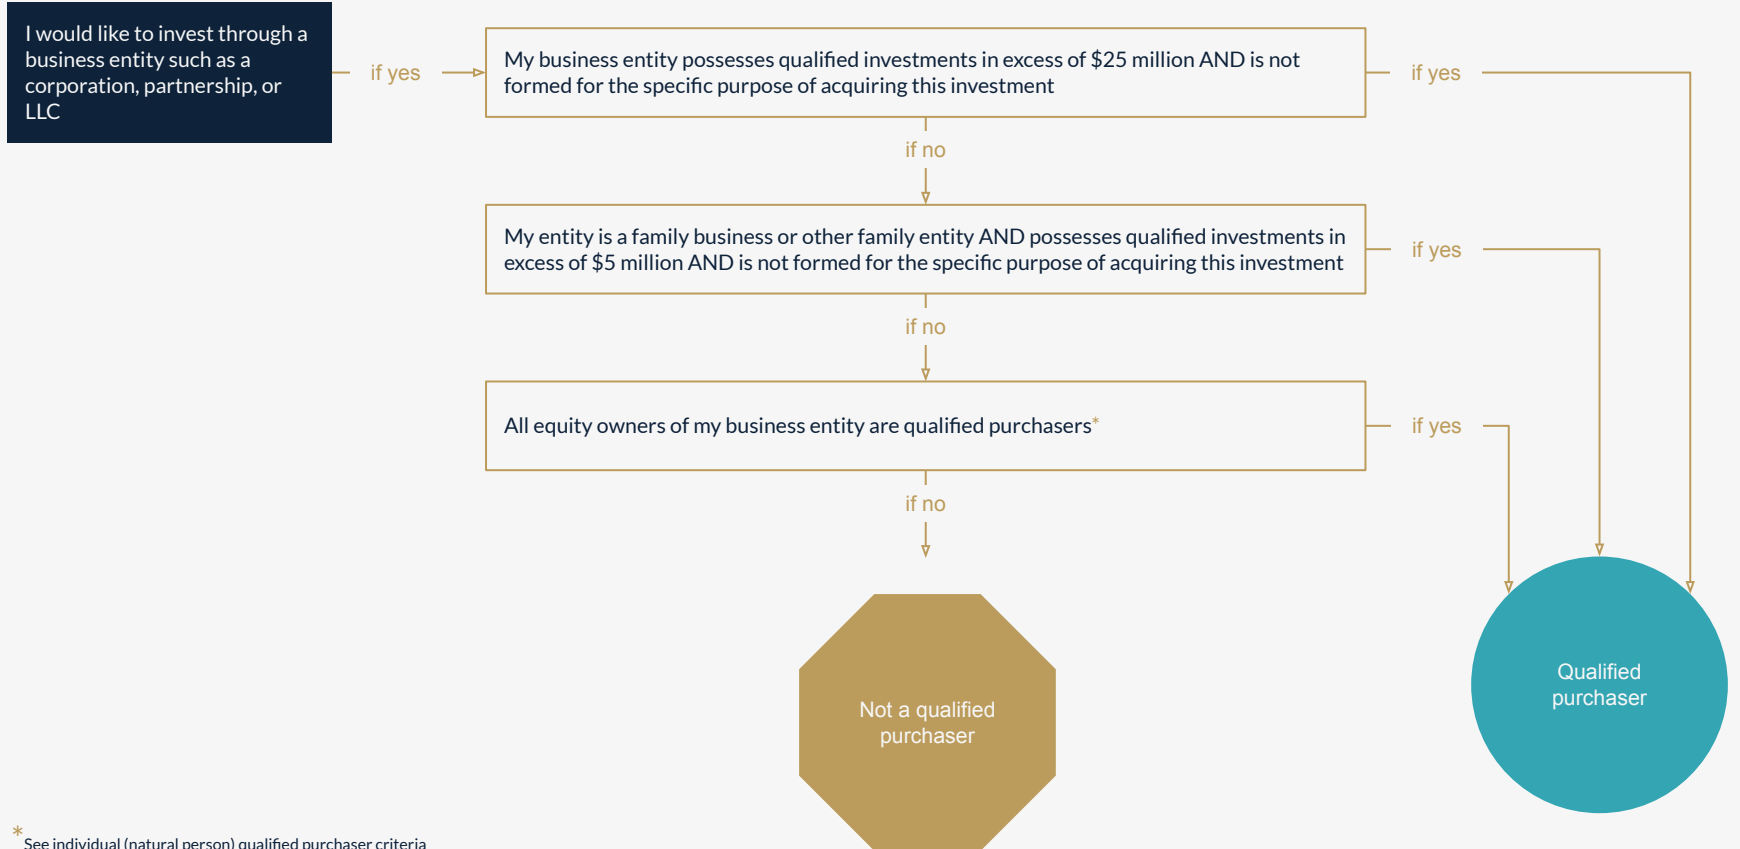 I would like to invest through a
business entity such as a
corporation, partnership, or
LLC
if yes
My business entity possesses qualified investments in excess of $25 million AND is not
formed for the specific purpose of acquiring this investment
if yes
if no
My entity is a family business or other family entity AND possesses qualified investments in
excess of $5 million AND is not formed for the specific purpose of acquiring this investment
if yes
if no
All equity owners of my business entity are qualified purchasers*
if yes
if no
Not a qualified
purchaser
Qualified
purchaser
*See individual (natural person) qualified purchaser criteria